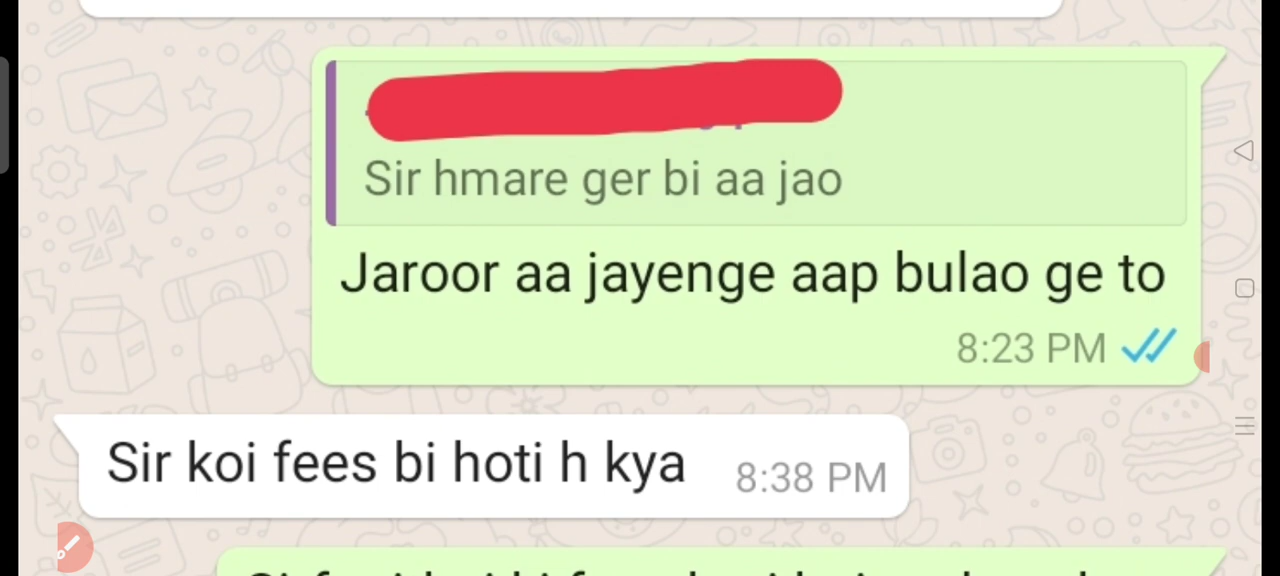 Sir hmare ger bi aa jao
Jaroor aa jayenge aap bulao ge to
8:23 PM
Sir koi fees bi hoti h kya
8:38 PM